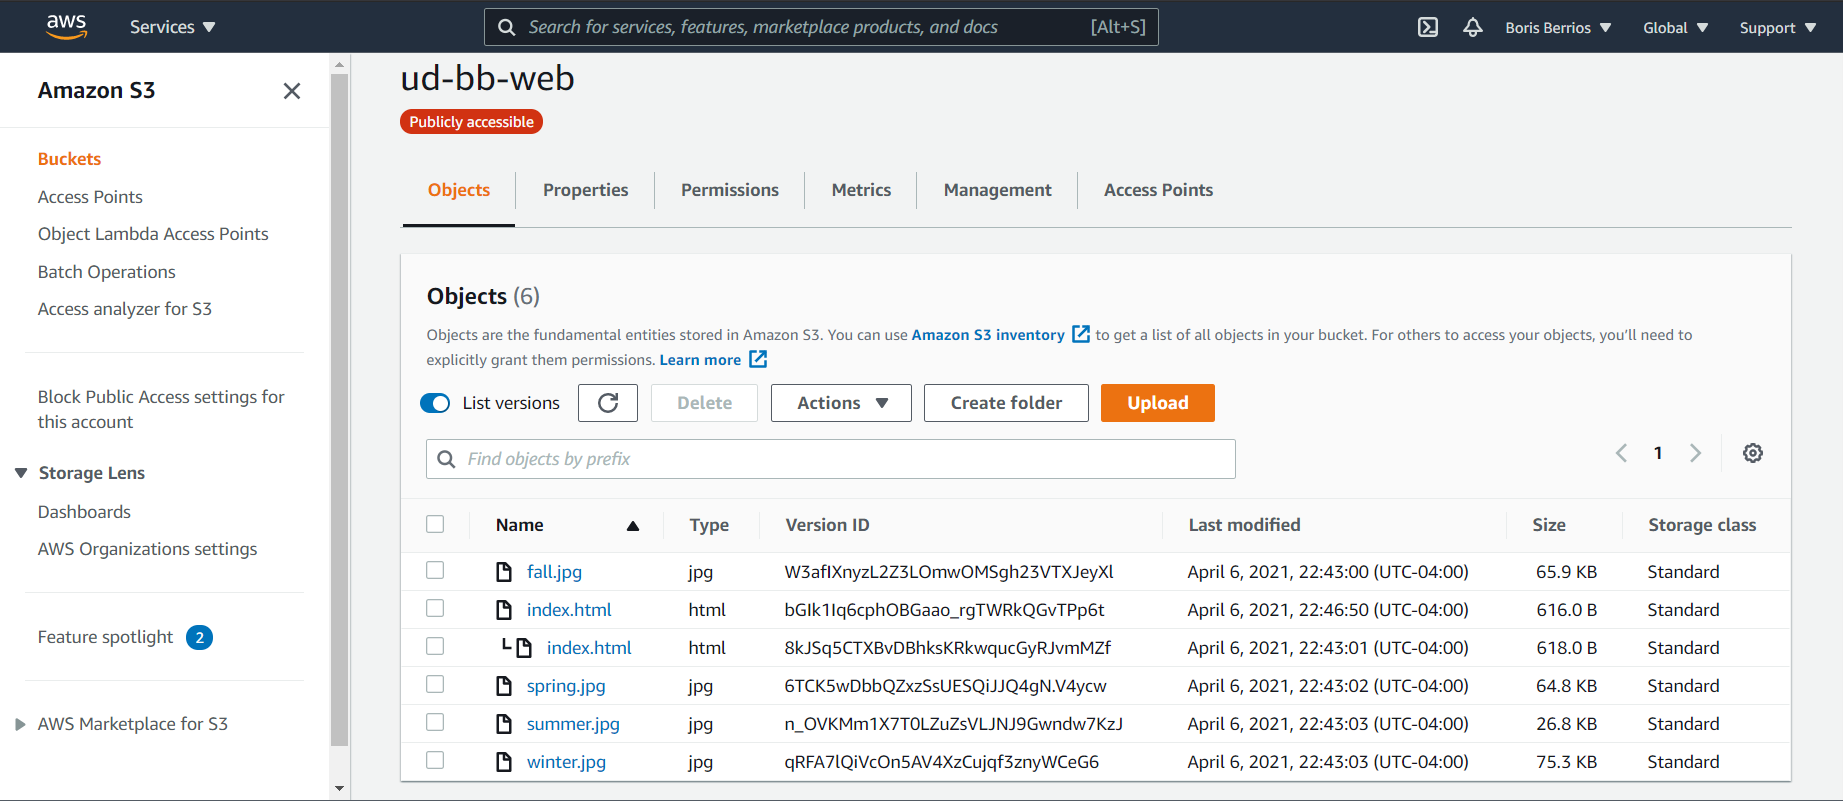 aws Services Search for services, features, marketplace products, and docs [Alt+S] Boris Berrios Global Support
Amazon S3
Buckets
Access Points
Object Lambda Access Points
Batch Operations
Access analyzer for S3
Block Public Access settings for
this account
Storage Lens
Dashboards
AWS Organizations settings
Feature spotlight 2
AWS Marketplace for S3
ud-bb-web
Publicly accessible
Objects Properties Permissions Metrics Management Access Points
Objects (6)
Objects are the fundamental entities stored in Amazon S3. You can use Amazon S3 inventory to get a list of all objects in your bucket. For others to access your objects, you'll need to
explicitly grant them permissions. Learn more
List versions Delete Actions Create folder Upload
Find objects by prefix 1
Name Type Version ID Last modified Size Storage class
fall.jpg jpg W3afIXnyzL2Z3LOmwOMSgh23VTXJeyXl April 6, 2021, 22:43:00 (UTC-04:00) 65.9 KB Standard
index.html html bGIk1Iq6cphOBGaao_rgTWRkQGvTPp6t April 6, 2021, 22:46:50 (UTC-04:00) 616.0 B Standard
index.html html 8kJSq5CTXBvDBhksKRkwqucGyRJvmMZf April 6, 2021, 22:43:01 (UTC-04:00) 618.0 B Standard
spring.jpg jpg 6TCK5wDbbQZxzSsUESQiJJQ4gN.V4ycw April 6, 2021, 22:43:02 (UTC-04:00) 64.8 KB Standard
summer.jpg jpg n_OVKMm1X7T0LZuZsVLJNJ9Gwndw7KzJ April 6, 2021, 22:43:03 (UTC-04:00) 26.8 KB Standard
winter.jpg jpg qRFA7lQiVcOn5AV4XzCujqf3znyWCeG6 April 6, 2021, 22:43:03 (UTC-04:00) 75.3 KB Standard